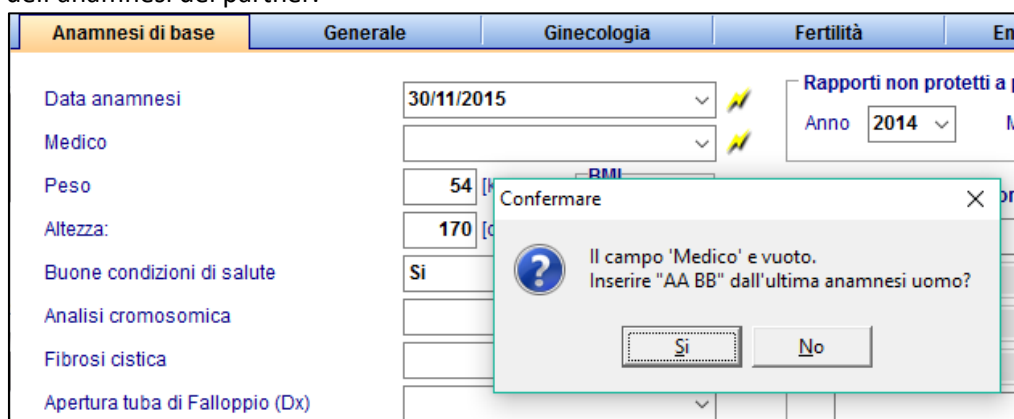 dell'anamnesi del partner.
Anamnesi di base Generale Ginecologia Fertilità
Data anamnesi 30/11/2015 Rapporti non protetti a
Anno 2014
Medico
Peso 54 BMI
Confermare
Altezza: 170
Il campo 'Medico' e vuoto.
Inserire "AA BB" dall'ultima anamnesi uomo?
Buone condizioni di salute Si
Analisi cromosomica
Si No
Fibrosi cistica
Apertura tuba di Falloppio (Dx)